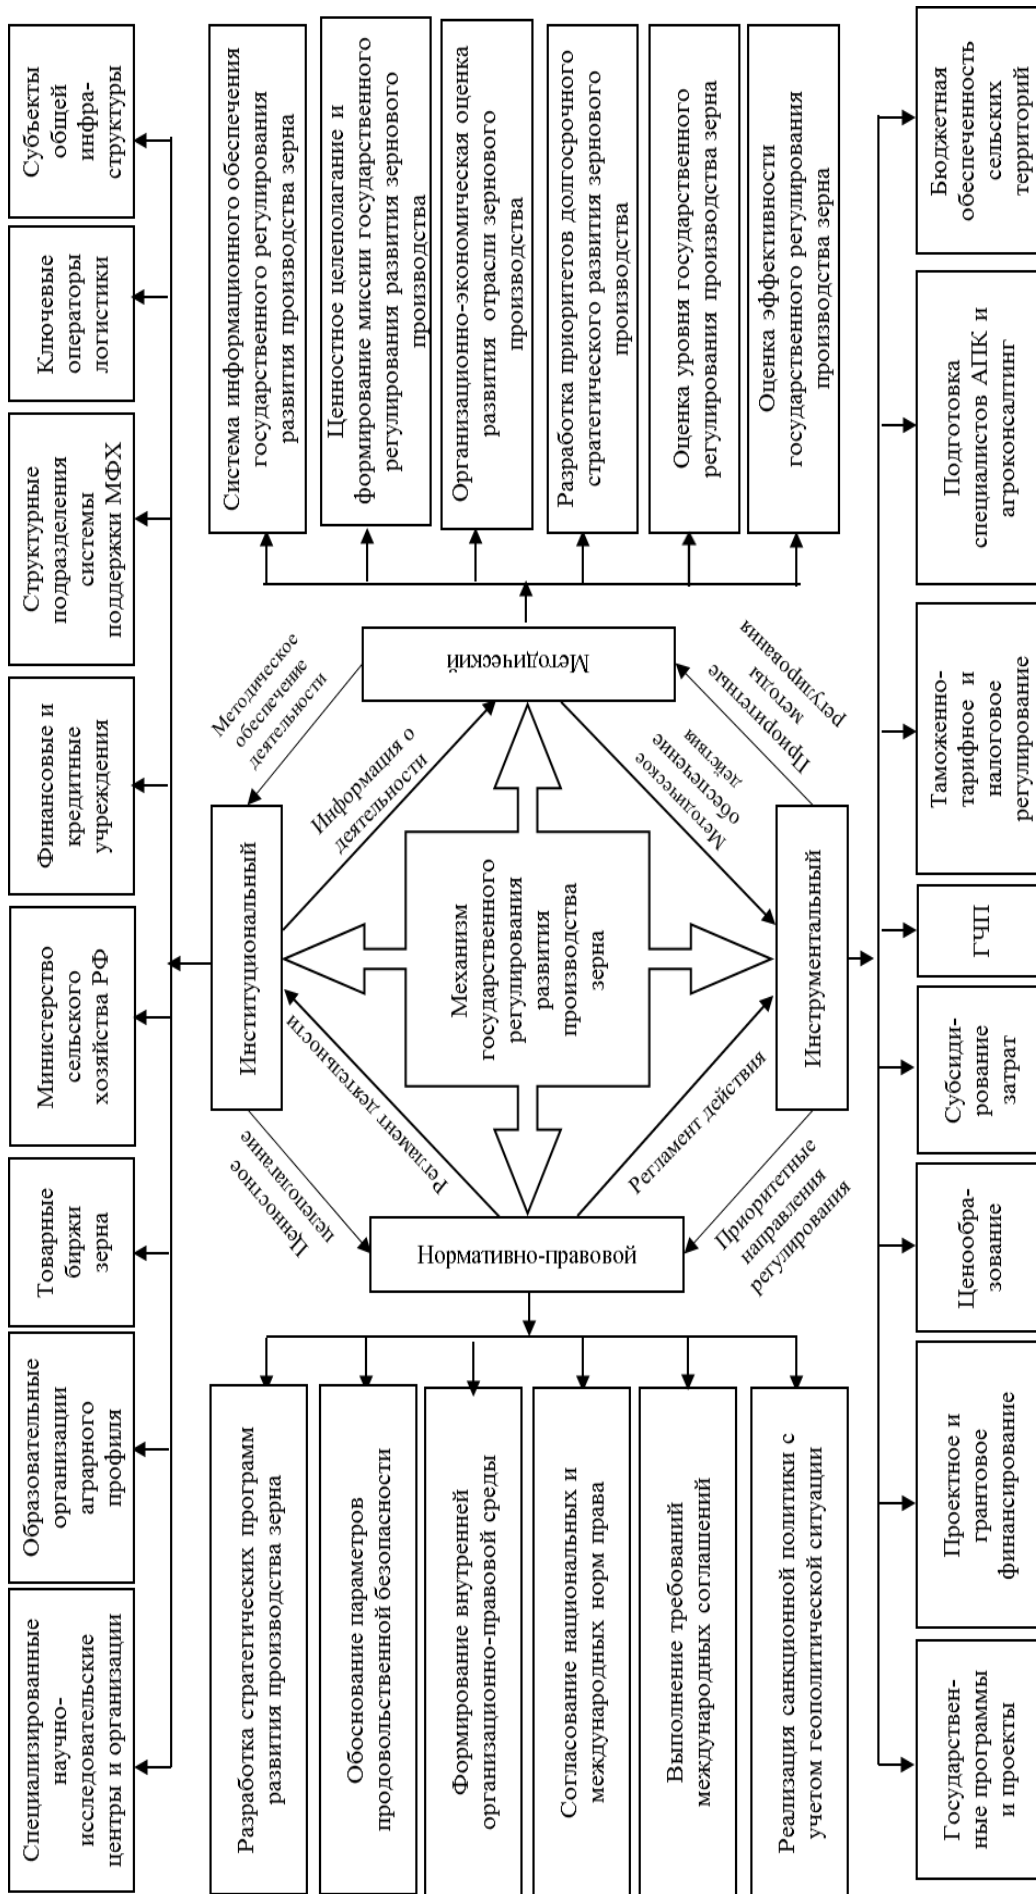 Специализированные
научно-
исследовательские
центры и организации
Образовательные
организации
аграрного
профиля
Товарные
биржи
зерна
Министерство
сельского
хозяйства РФ
Финансовые и
кредитные
учреждения
Структурные
подразделения
системы
поддержки МФХ
Ключевые
операторы
логистики
Субъекты
общей
инфра-
структуры
Разработка стратегических программ
развития производства зерна
Обоснование параметров
продовольственной безопасности
Формирование внутренней
организационно-правовой среды
Согласование национальных и
международных норм права
Выполнение требований
международных соглашений
Реализация санкционной политики с
учетом геополитической ситуации
Нормативно-правовой
Ценностное
целеполагание
Регламент деятельности
Институциональный
Методическое
обеспечение
деятельности
Информация о
деятельности
Механизм
государственного
регулирования
развития
производства
зерна
Регламент действия
Приоритетные
направления
регулирования
Инструментальный
Методическое
обеспечение
действия
Приоритетные
методы
регулирования
Методический
Система информационного обеспечения
государственного регулирования
развития производства зерна
Ценностное целеполагание и
формирование миссии государственного
регулирования развития зернового
производства
Организационно-экономическая оценка
развития отрасли зернового
производства
Разработка приоритетов долгосрочного
стратегического развития зернового
производства
Оценка уровня государственного
регулирования производства зерна
Оценка эффективности
государственного регулирования
производства зерна
Государствен-
ные программы
и проекты
Проектное и
грантовое
финансирование
Ценообра-
зование
Субсиди-
рование
затрат
ГЧП
Таможенно-
тарифное и
налоговое
регулирование
Подготовка
специалистов АПК и
агроконсалтинг
Бюджетная
обеспеченность
сельских
территорий